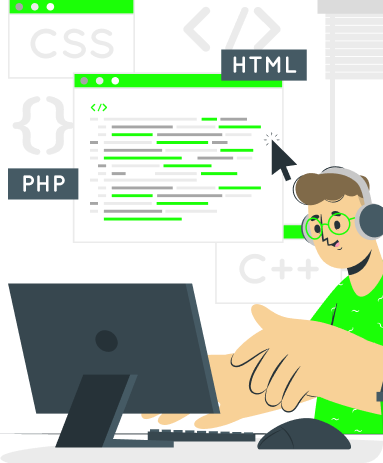 CSS
</>
HTML
{}
</>
PHP
C++